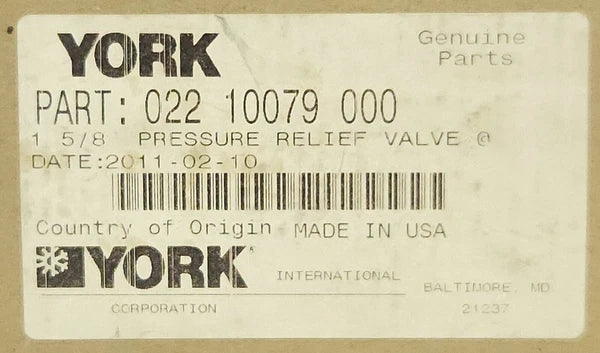 YORK
Genuine
Parts
PART: 022 10079 000
1 5/8 PRESSURE RELIEF VALVE @
DATE:2011-02-10
Country of Origin MADE IN USA
YORK INTERNATIONAL
CORPORATION
BALTIMORE, MD
21237